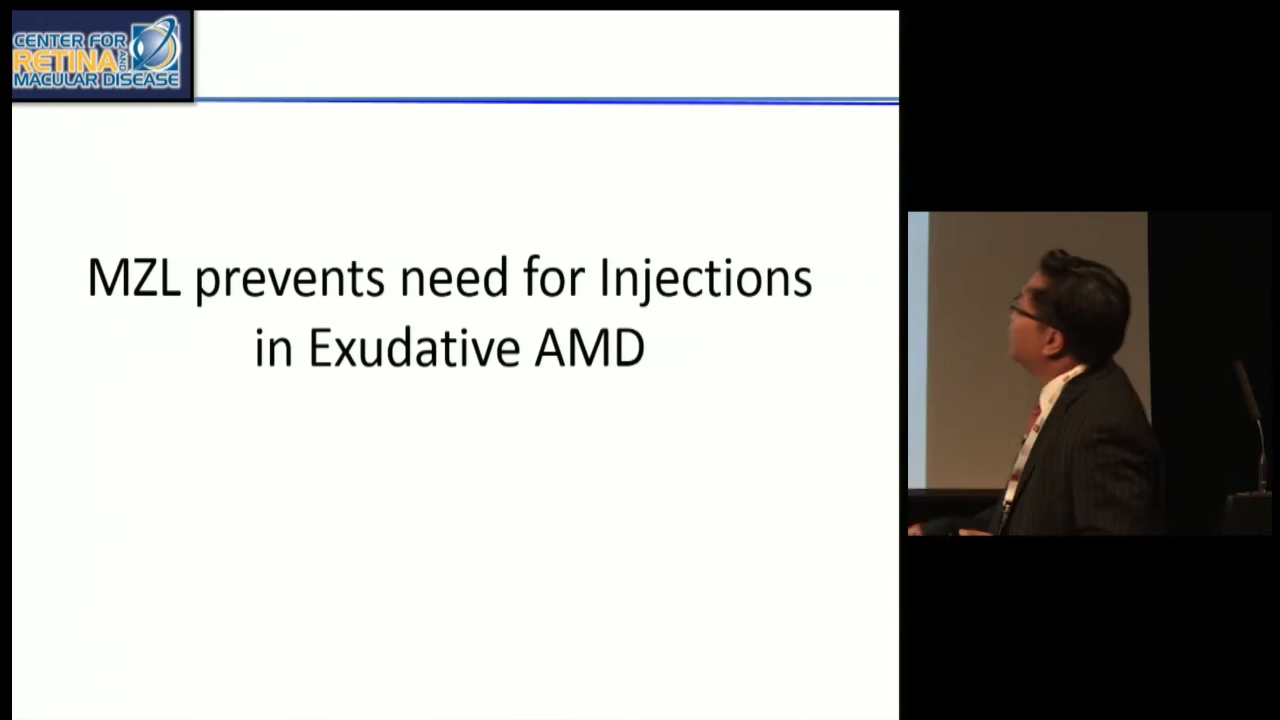 CENTER FOR
RETINA AND
MACULAR DISEASE
MZL prevents need for Injections
in Exudative AMD